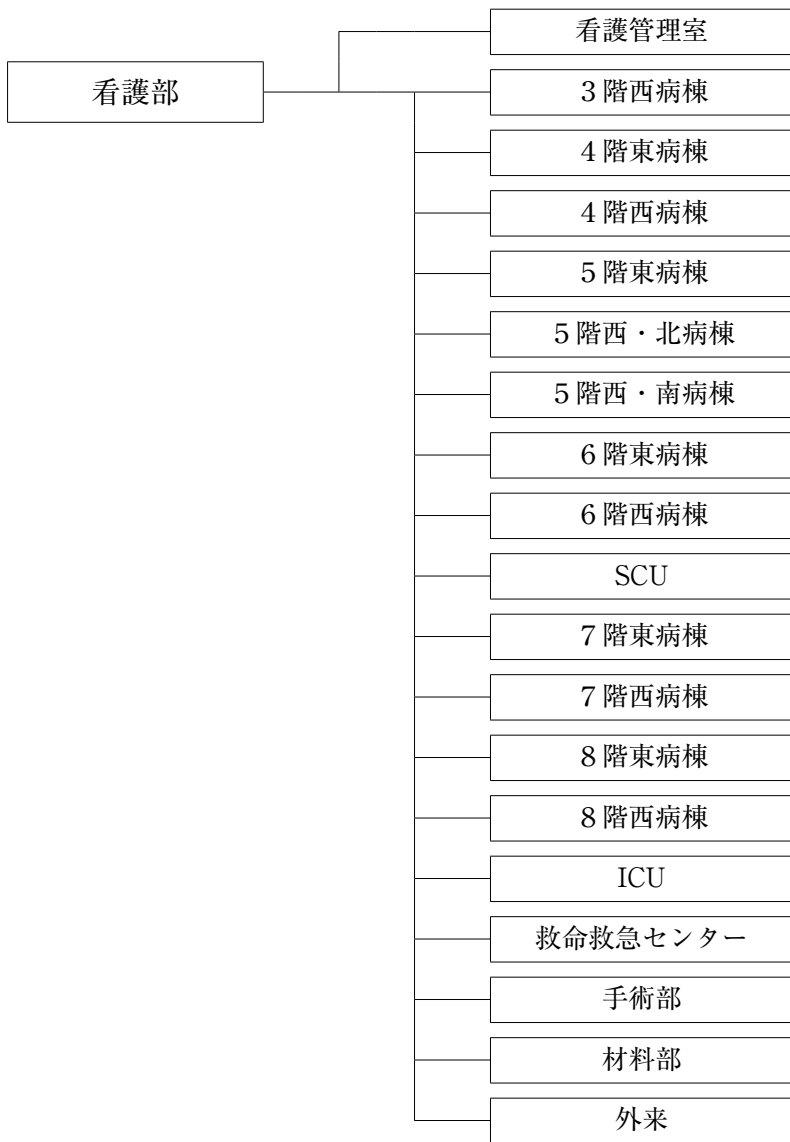 看護部
看護管理室
3階西病棟
4階東病棟
4階西病棟
5階東病棟
5階西・北病棟
5階西・南病棟
6階東病棟
6階西病棟
SCU
7階東病棟
7階西病棟
8階東病棟
8階西病棟
ICU
救命救急センター
手術部
材料部
外来